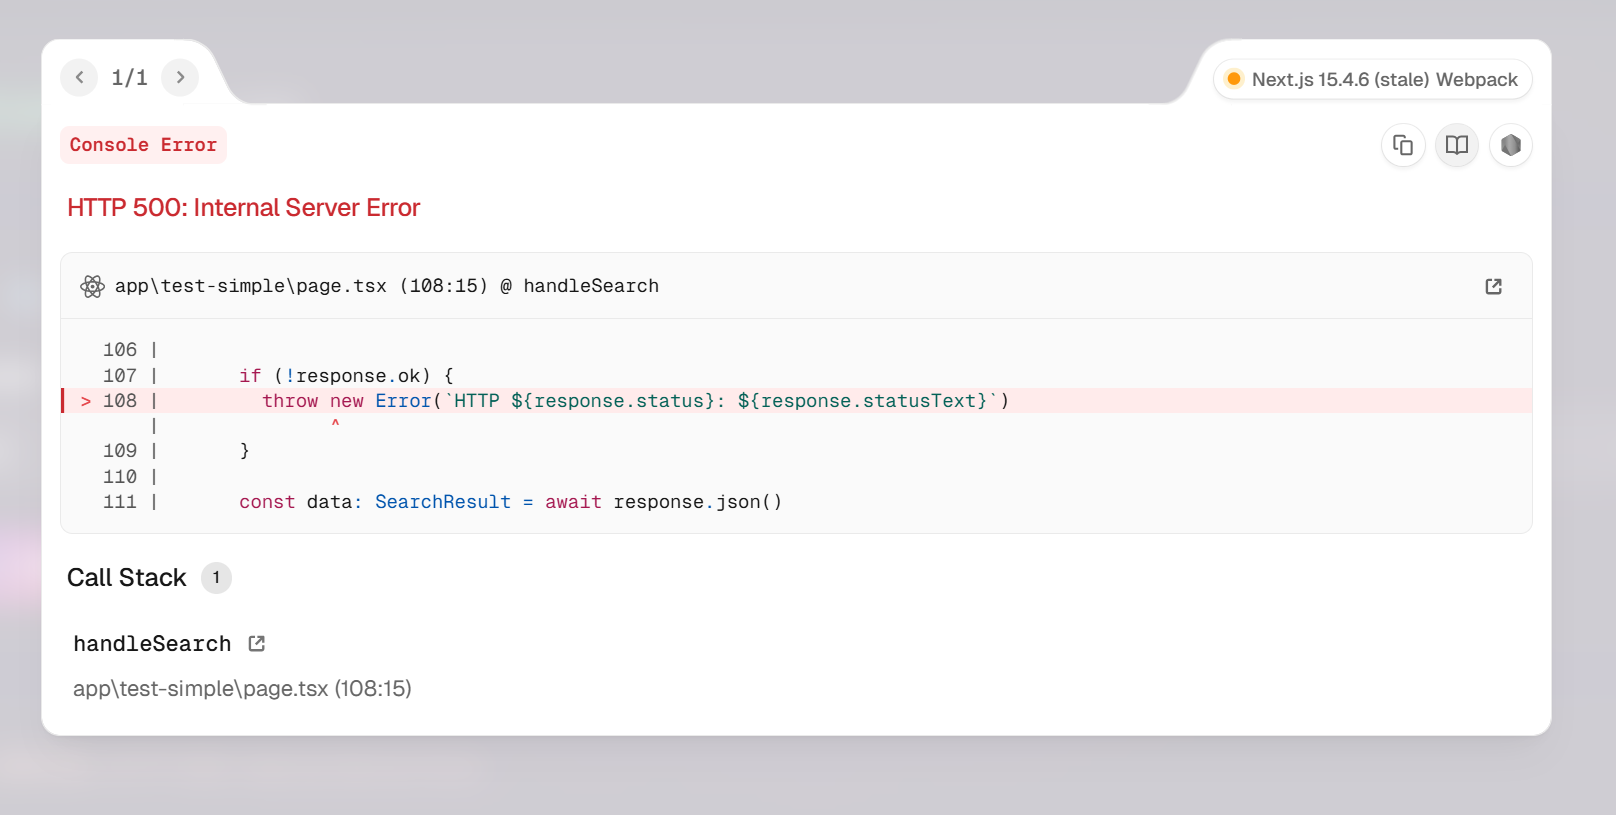 1/1
Next.js 15.4.6 (stale) Webpack
Console Error
HTTP 500: Internal Server Error
app\test-simple\page.tsx (108:15) @ handleSearch
106 |
107 |       if (!response.ok) {
> 108 |         throw new Error(`HTTP ${response.status}: ${response.statusText}`)
|               ^
109 |       }
110 |
111 |       const data: SearchResult = await response.json()
Call Stack 1
handleSearch
app\test-simple\page.tsx (108:15)